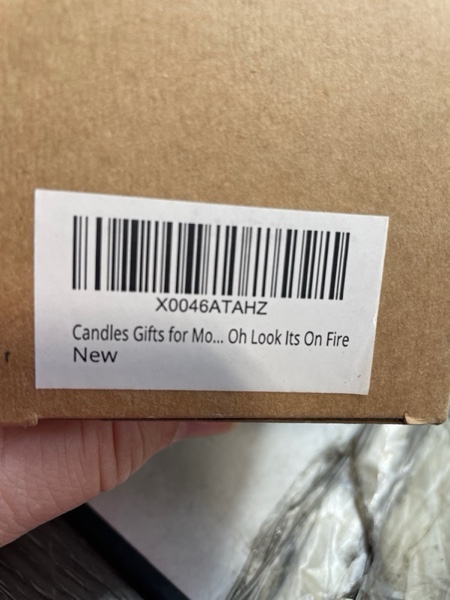 X0046ATAHZ
Candles Gifts for Mo... Oh Look Its On Fire
New